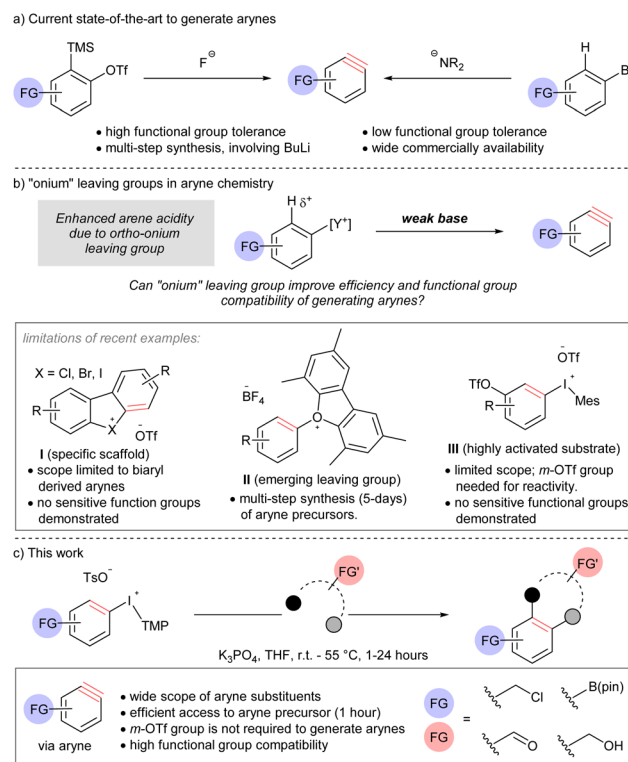 a) Current state-of-the-art to generate arynes
TMS
OTf
FG
F⊖
FG
⊖NR2
H
B
FG
• high functional group tolerance
• multi-step synthesis, involving BuLi
• low functional group tolerance
• wide commercially availability
b) "onium" leaving groups in aryne chemistry
Enhanced arene acidity
due to ortho-onium
leaving group
H δ+
[Y+]
FG
weak base
FG
Can "onium" leaving group improve efficiency and functional group
compatibility of generating arynes?
limitations of recent examples:
X = Cl, Br, I
R
R
X+
-OTf
I (specific scaffold)
• scope limited to biaryl
derived arynes
• no sensitive function groups
demonstrated
-BF4
O+
R
II (emerging leaving group)
• multi-step synthesis (5-days)
of aryne precursors.
-OTf
TfO
I+
Mes
R
III (highly activated substrate)
• limited scope; m-OTf group
needed for reactivity.
• no sensitive functional groups
demonstrated
c) This work
TsO-
I+
TMP
FG
FG'
K3PO4, THF, r.t. - 55 °C, 1-24 hours
FG'
FG
FG
via aryne
• wide scope of aryne substituents
• efficient access to aryne precursor (1 hour)
• m-OTf group is not required to generate arynes
• high functional group compatibility
FG
FG
=
Cl
B(pin)
O
OH